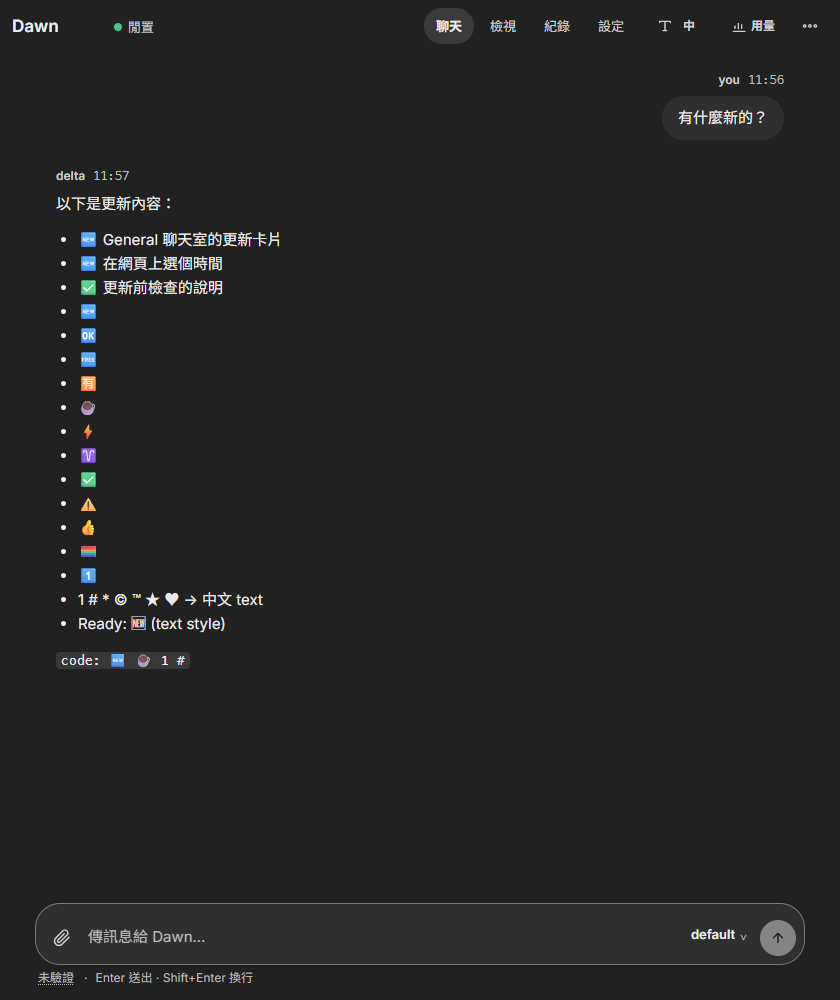 Dawn
閒置
聊天
檢視
紀錄
設定
T 中
用量
you 11:56
有什麼新的？
delta 11:57
以下是更新內容：
• 🆕 General 聊天室的更新卡片
• 🆕 在網頁上選個時間
• ✅ 更新前檢查的說明
• 🆕
• 🆗
• 🆓
• 🈶
• ☕
• ⚡
• ♈
• ✅
• ⚠️
• 👍
• 🏳️‍🌈
• 1️⃣
• 1 # * © ™ ★ ♥ → 中文 text
• Ready: 🆕︎ (text style)
code: 🆕 ☕ 1 #
傳訊息給 Dawn...
default
未驗證 · Enter 送出 · Shift+Enter 換行